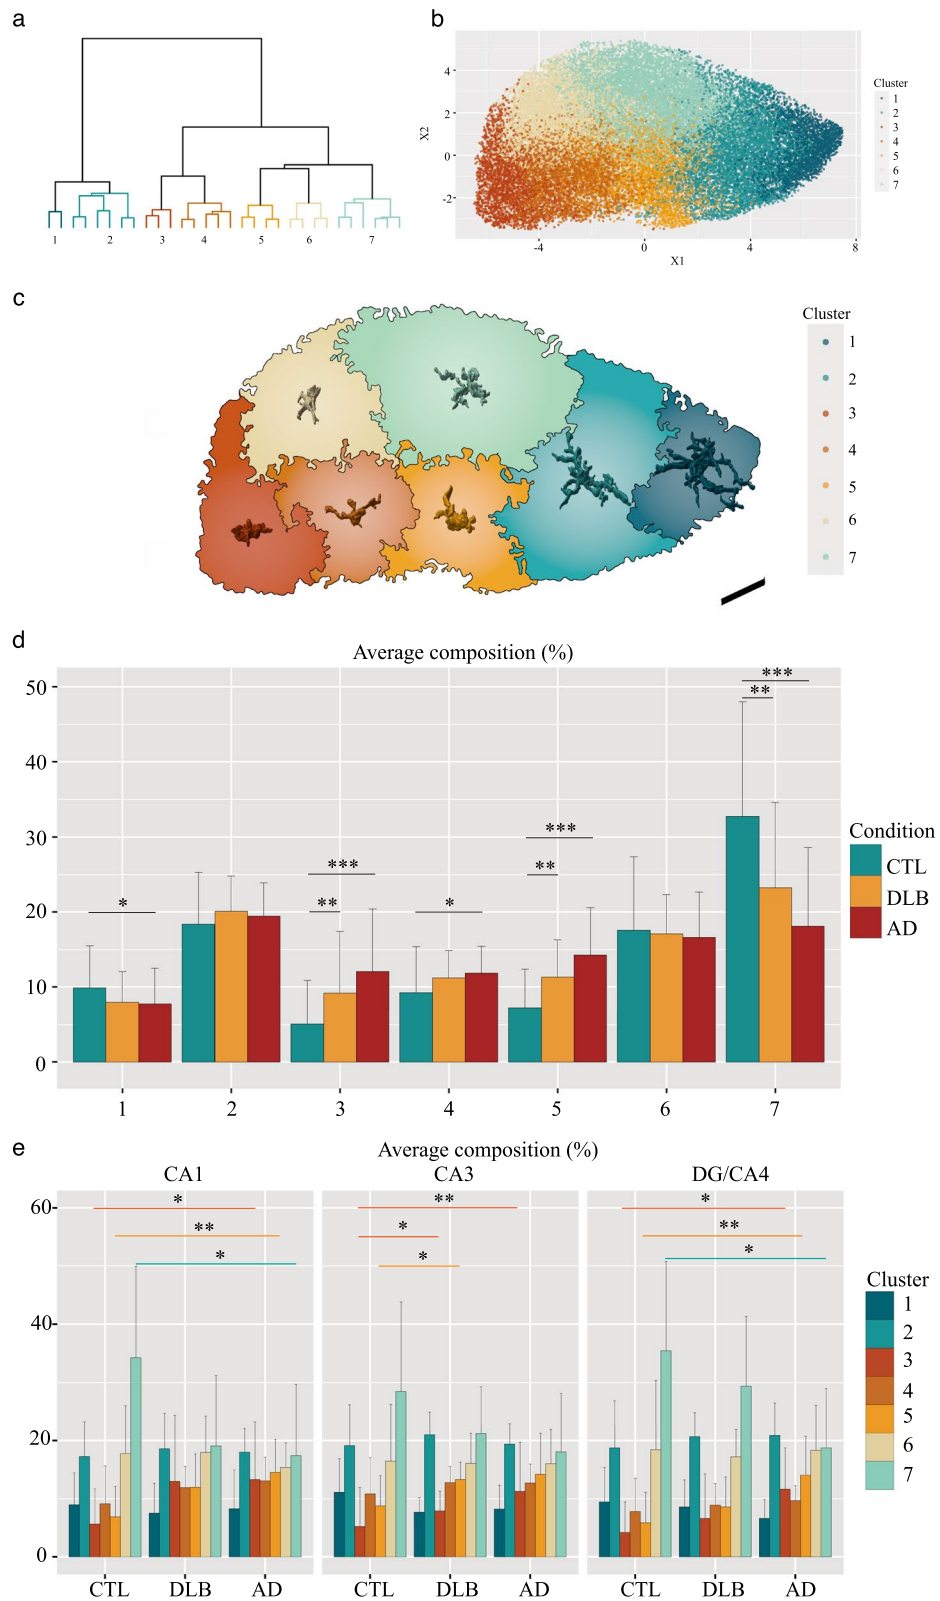 a
1 2 3 4 5 6 7
b
X2
4
2
0
-2
-4 0 4 8
X1
Cluster
1
2
3
4
5
6
7
c
Cluster
1
2
3
4
5
6
7
d
Average composition (%)
50
40
30
20
10
0
* *** ** * *** ** *** **
1 2 3 4 5 6 7
Condition
CTL
DLB
AD
e
Average composition (%)
CA1 CA3 DG/CA4
60
40
20
0
* ** *
** * *
* ** *
CTL DLB AD CTL DLB AD CTL DLB AD
Cluster
1
2
3
4
5
6
7